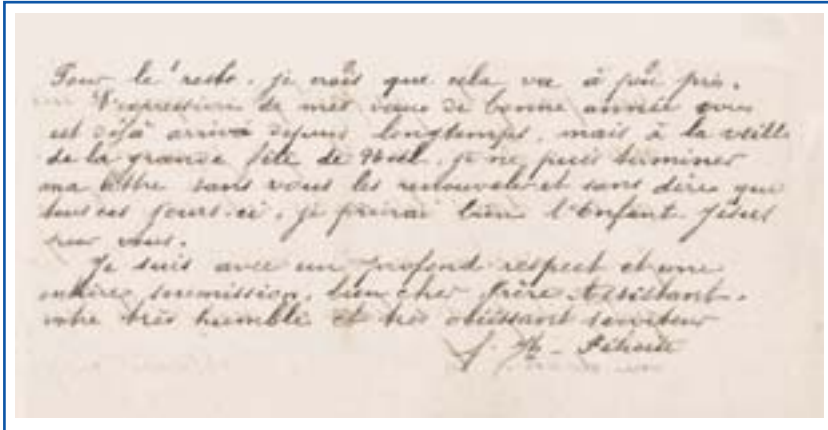 Pour le reste, je crois que cela va à peu près.
L'expression de mes vœux de bonne année vous
est déjà arrivé depuis longtemps, mais à la veille
de la grande fête de Noël, je ne puis terminer
ma lettre sans vous les renouveler et sans dire que
tous ces jours-ci, je prierai bien l'Enfant-Jésus
pour vous.
Je suis avec un profond respect et une
entière soumission, bien cher frère Assistant,
votre très humble et très obéissant serviteur
f.